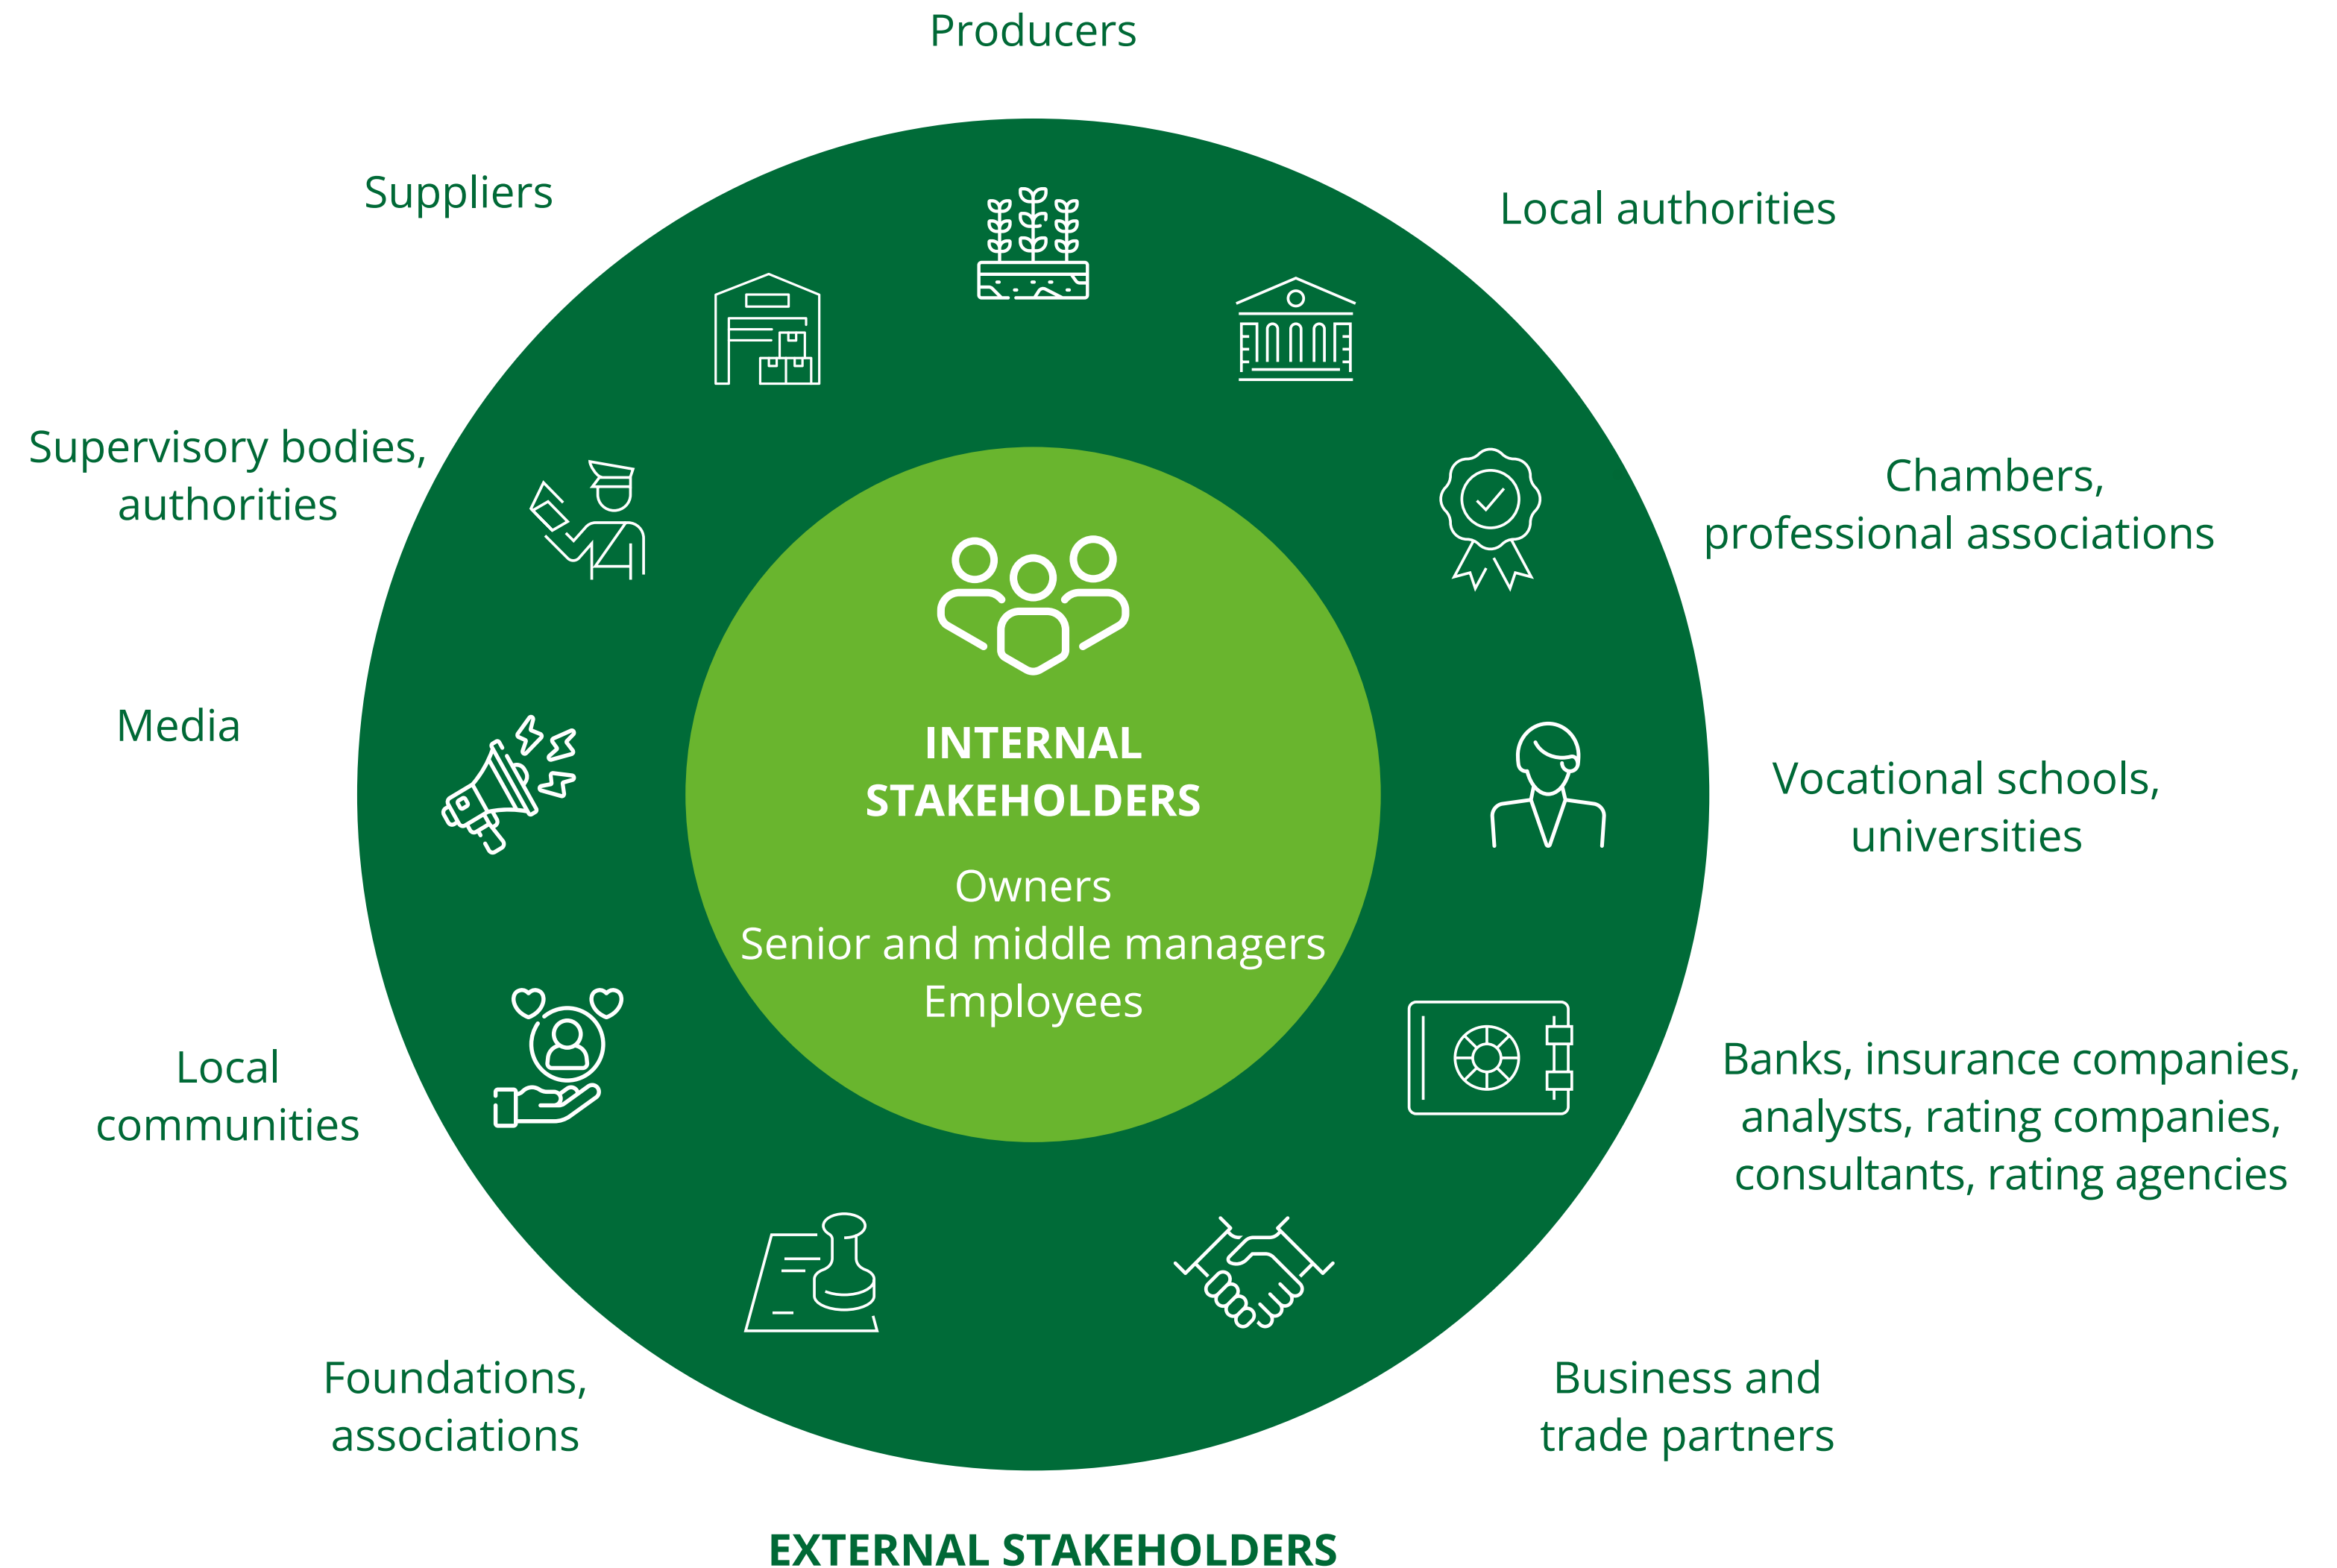 Producers
Suppliers
Local authorities
Supervisory bodies,
authorities
Chambers,
professional associations
Media
INTERNAL
STAKEHOLDERS
Owners
Senior and middle managers
Employees
Vocational schools,
universities
Local
communities
Banks, insurance companies,
analysts, rating companies,
consultants, rating agencies
Foundations,
associations
Business and
trade partners
EXTERNAL STAKEHOLDERS